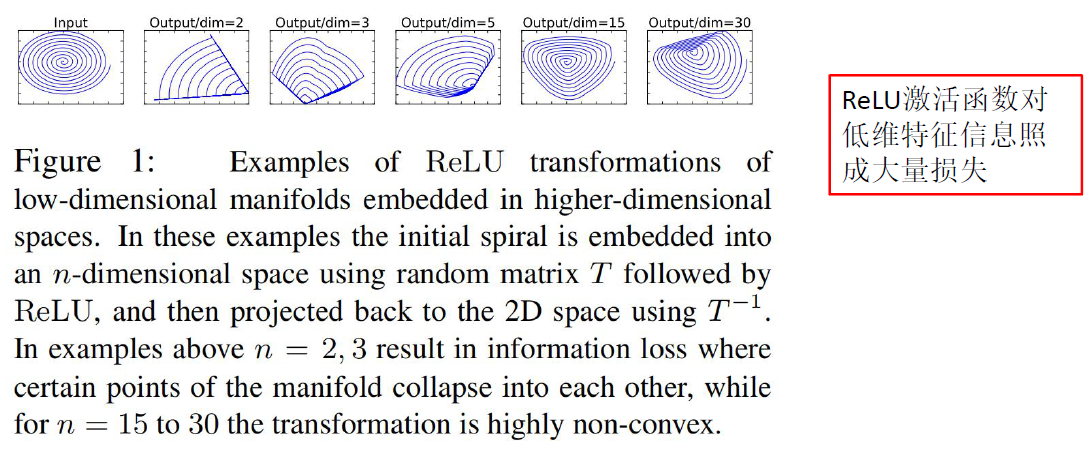 Input Output/dim=2 Output/dim=3 Output/dim=5 Output/dim=15 Output/dim=30
ReLU激活函数对
低维特征信息照
成大量损失
Figure 1: Examples of ReLU transformations of
low-dimensional manifolds embedded in higher-dimensional
spaces. In these examples the initial spiral is embedded into
an n-dimensional space using random matrix T followed by
ReLU, and then projected back to the 2D space using T⁻¹.
In examples above n = 2, 3 result in information loss where
certain points of the manifold collapse into each other, while
for n = 15 to 30 the transformation is highly non-convex.